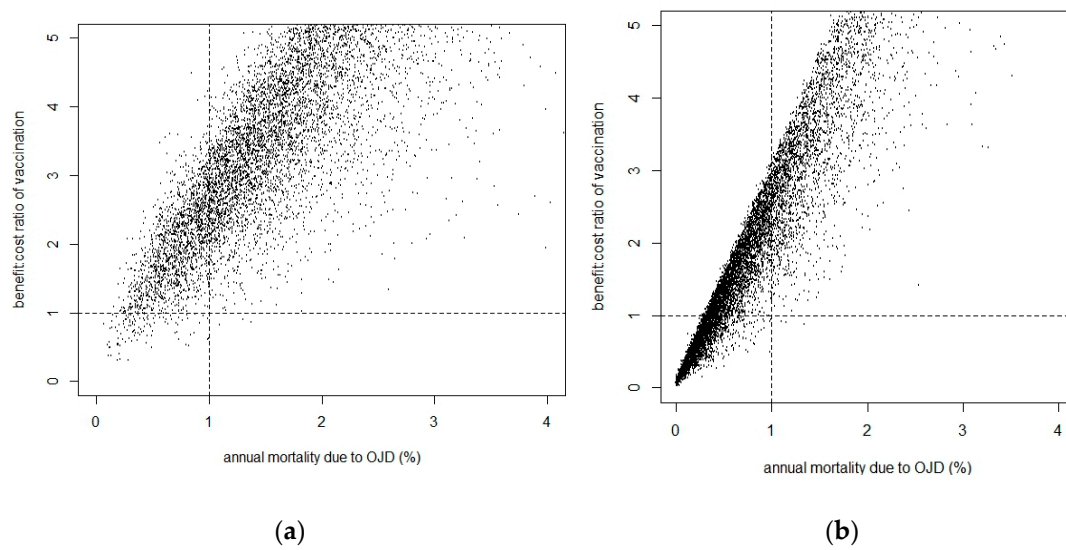 5
4
3
2
1
0
benefit:cost ratio of vaccination
0 1 2 3 4
annual mortality due to OJD (%)
(a)
5
4
3
2
1
0
benefit:cost ratio of vaccination
0 1 2 3 4
annual mortality due to OJD (%)
(b)